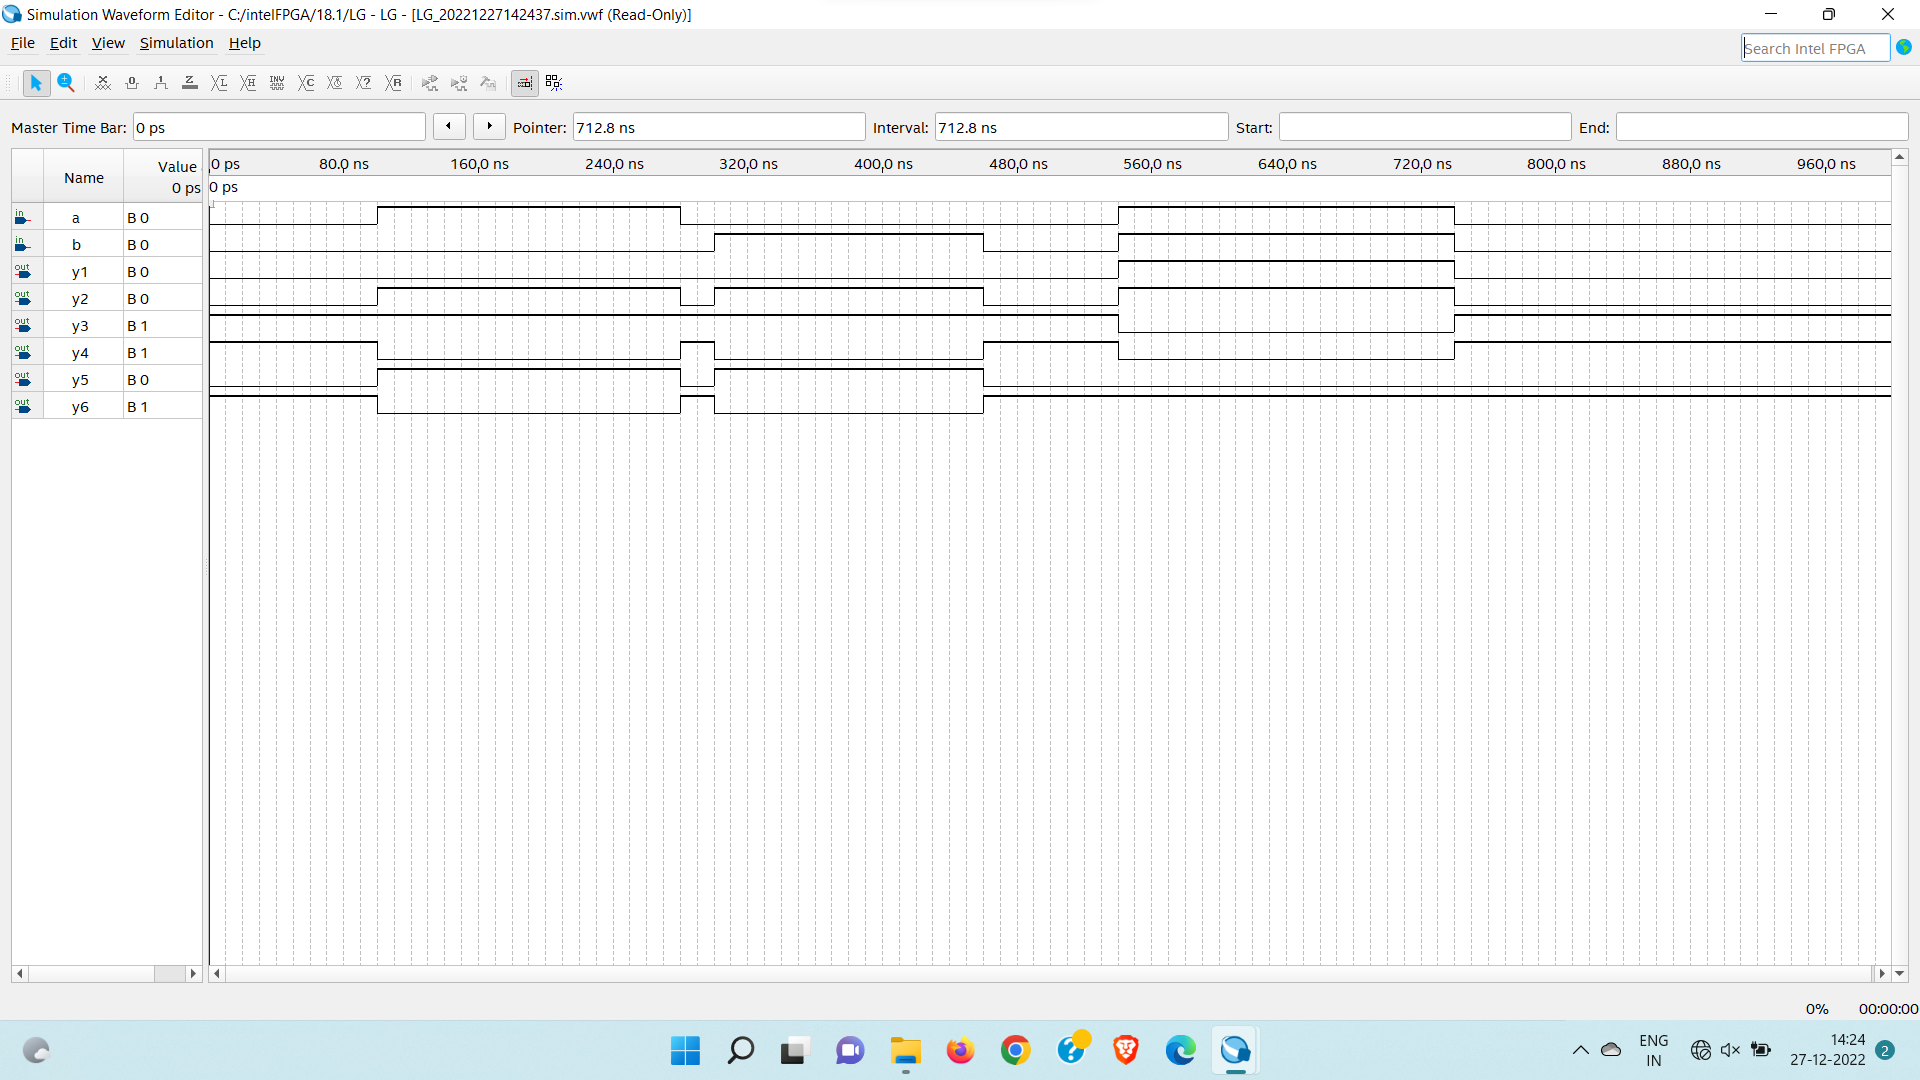 Simulation Waveform Editor - C:/intelFPGA/18.1/LG - LG - [LG_20221227142437.sim.vwf (Read-Only)]
File Edit View Simulation Help
Search Intel FPGA
Master Time Bar: 0 ps Pointer: 712.8 ns Interval: 712.8 ns Start: End:
Name Value 0 ps 80.0 ns 160.0 ns 240.0 ns 320.0 ns 400.0 ns 480.0 ns 560.0 ns 640.0 ns 720.0 ns 800.0 ns 880.0 ns 960.0 ns
0 ps 0 ps
in a B 0
in b B 0
out y1 B 0
out y2 B 0
out y3 B 1
out y4 B 1
out y5 B 0
out y6 B 1
0% 00:00:00
ENG 14:24
IN 27-12-2022 2